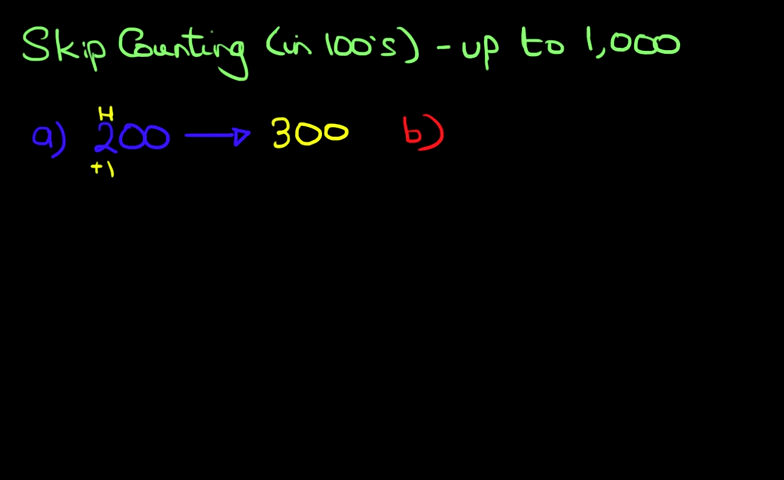 Skip Counting (in 100's) - up to 1,000
H
a) 200 → 300 b)
+1